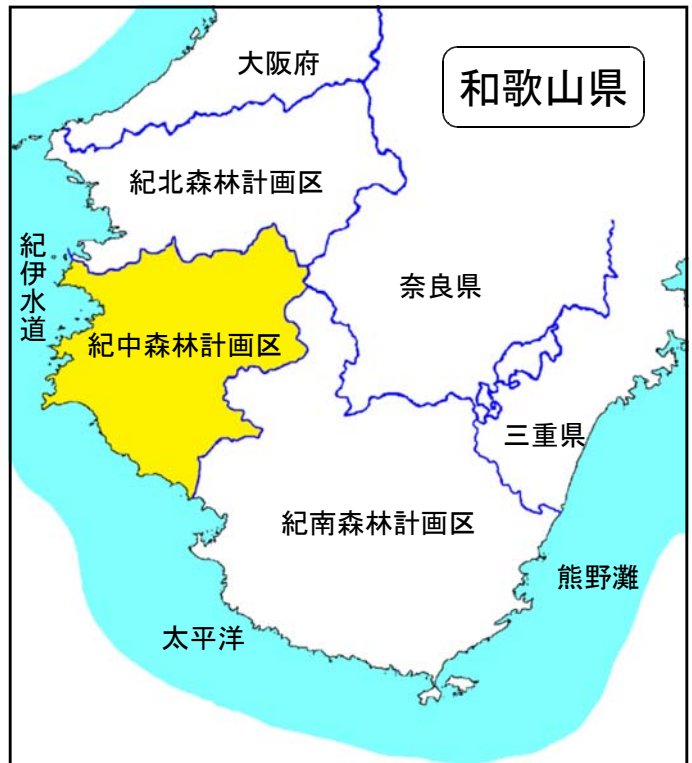 大阪府
和歌山県
紀北森林計画区
紀伊水道
奈良県
紀中森林計画区
三重県
紀南森林計画区
熊野灘
太平洋